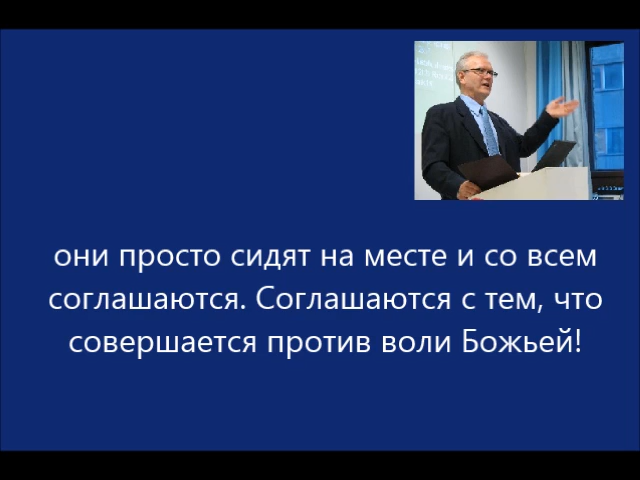 они просто сидят на месте и со всем
соглашаются. Соглашаются с тем, что
совершается против воли Божьей!